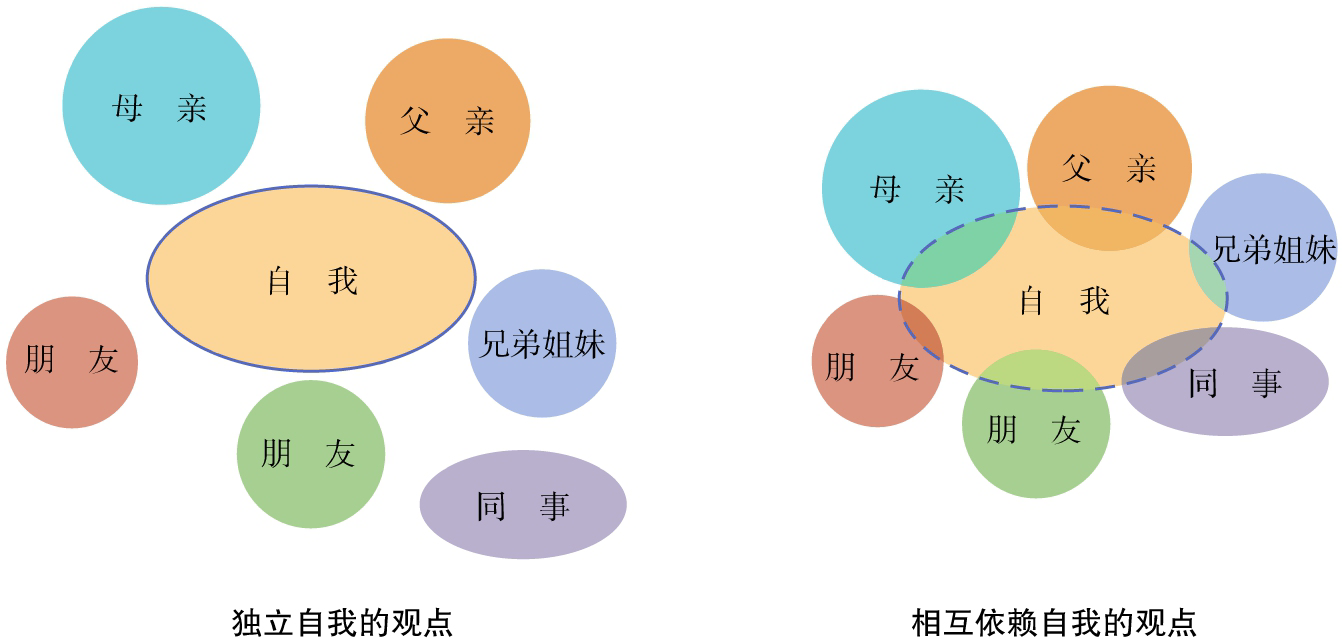 母 亲
父 亲
自 我
兄弟姐妹
朋 友
朋 友
同 事
独立自我的观点
母 亲
父 亲
兄弟姐妹
自 我
朋 友
同 事
朋 友
相互依赖自我的观点